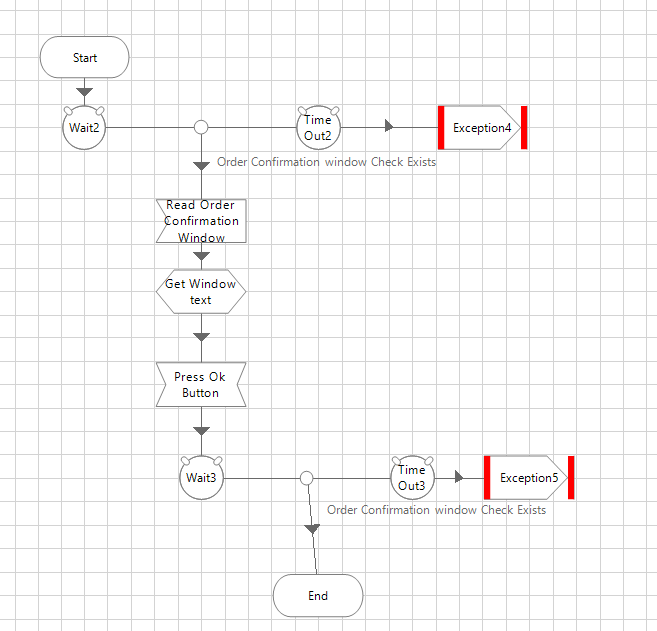 Start
Wait2
Time
Out2
Exception4
Order Confirmation window Check Exists
Read Order
Confirmation
Window
Get Window
text
Press Ok
Button
Wait3
Time
Out3
Exception5
Order Confirmation window Check Exists
End